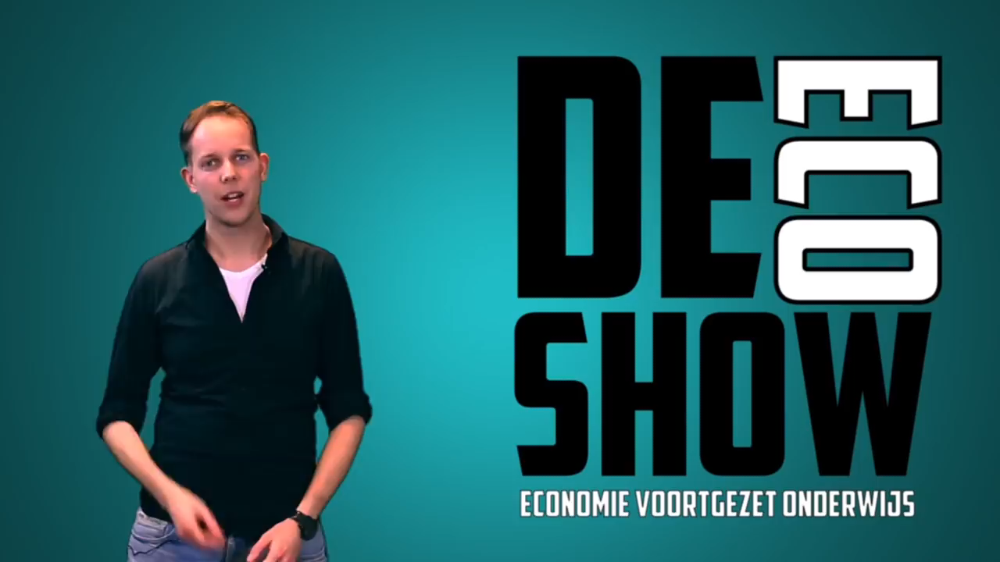 DE ECO
SHOW
ECONOMIE VOORTGEZET ONDERWIJS